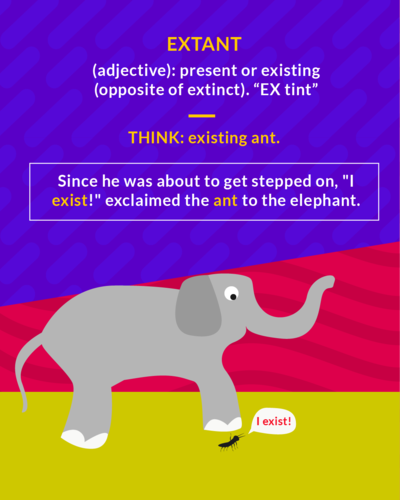 EXTANT
(adjective): present or existing
(opposite of extinct). “EX tint”
THINK: existing ant.
Since he was about to get stepped on, "I
exist!" exclaimed the ant to the elephant.
I exist!